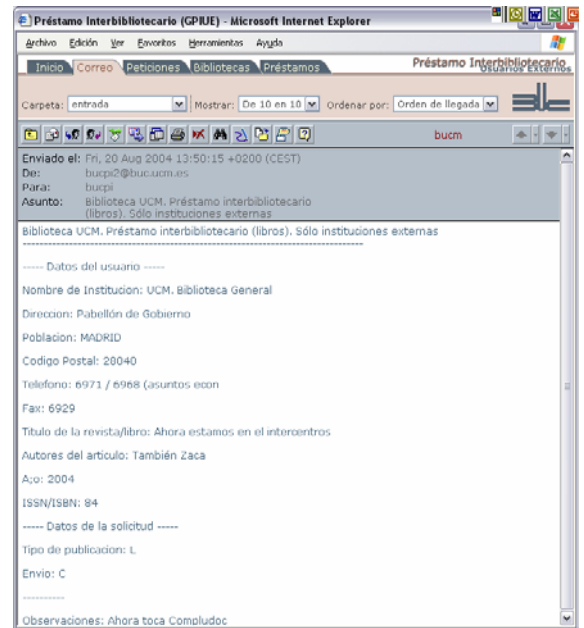 Préstamo Interbibliotecario (GPIUE) - Microsoft Internet Explorer
Archivo Edición Ver Favoritos Herramientas Ayuda
Inicio Correo Peticiones Bibliotecas Préstamos Préstamo Interbibliotecario
Usuarios Externos
Carpeta: entrada Mostrar: De 10 en 10 Ordenar por: Orden de llegada
bucm
Enviado el: Fri, 20 Aug 2004 13:50:15 +0200 (CEST)
De: bucpi2@buc.ucm.es
Para: bucpi
Asunto: Biblioteca UCM. Préstamo interbibliotecario
(libros). Sólo instituciones externas
Biblioteca UCM. Préstamo interbibliotecario (libros). Sólo instituciones externas
--------------------------------------------------------------------------------
----- Datos del usuario -----
Nombre de Institucion: UCM. Biblioteca General
Direccion: Pabellón de Gobierno
Poblacion: MADRID
Codigo Postal: 28040
Telefono: 6971 / 6968 (asuntos econ
Fax: 6929
Titulo de la revista/libro: Ahora estamos en el intercentros
Autores del articulo: También Zaca
A;o: 2004
ISSN/ISBN: 84
----- Datos de la solicitud -----
Tipo de publicacion: L
Envio: C
----------
Observaciones: Ahora toca Compludoc